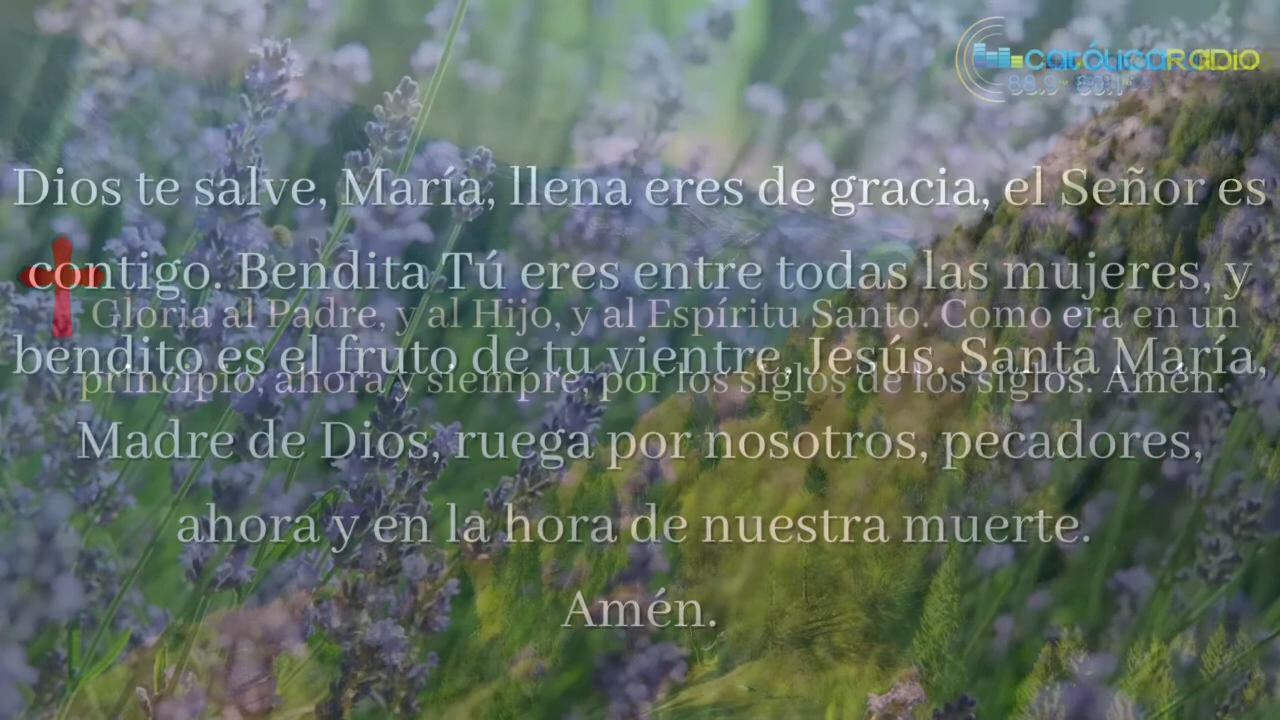 CatólicaRADIO
Dios te salve, María, llena eres de gracia, el Señor es
contigo. Bendita Tú eres entre todas las mujeres, y
Gloria al Padre, y al Hijo, y al Espíritu Santo. Como era en un
bendito es el fruto de tu vientre, Jesús. Santa María,
principio, ahora y siempre, por los siglos de los siglos. Amén.
Madre de Dios, ruega por nosotros, pecadores,
ahora y en la hora de nuestra muerte.
Amén.